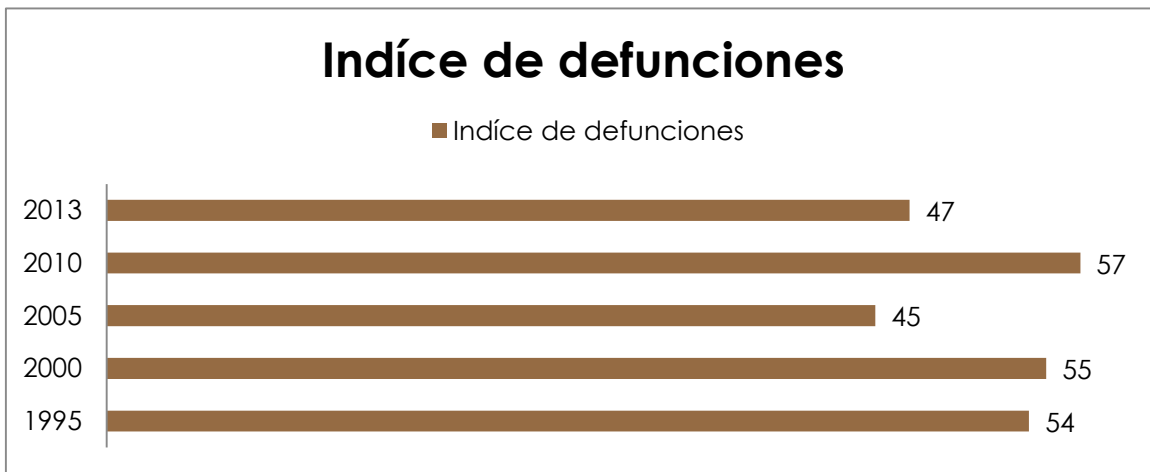 Indíce de defunciones
Indíce de defunciones
2013 47
2010 57
2005 45
2000 55
1995 54